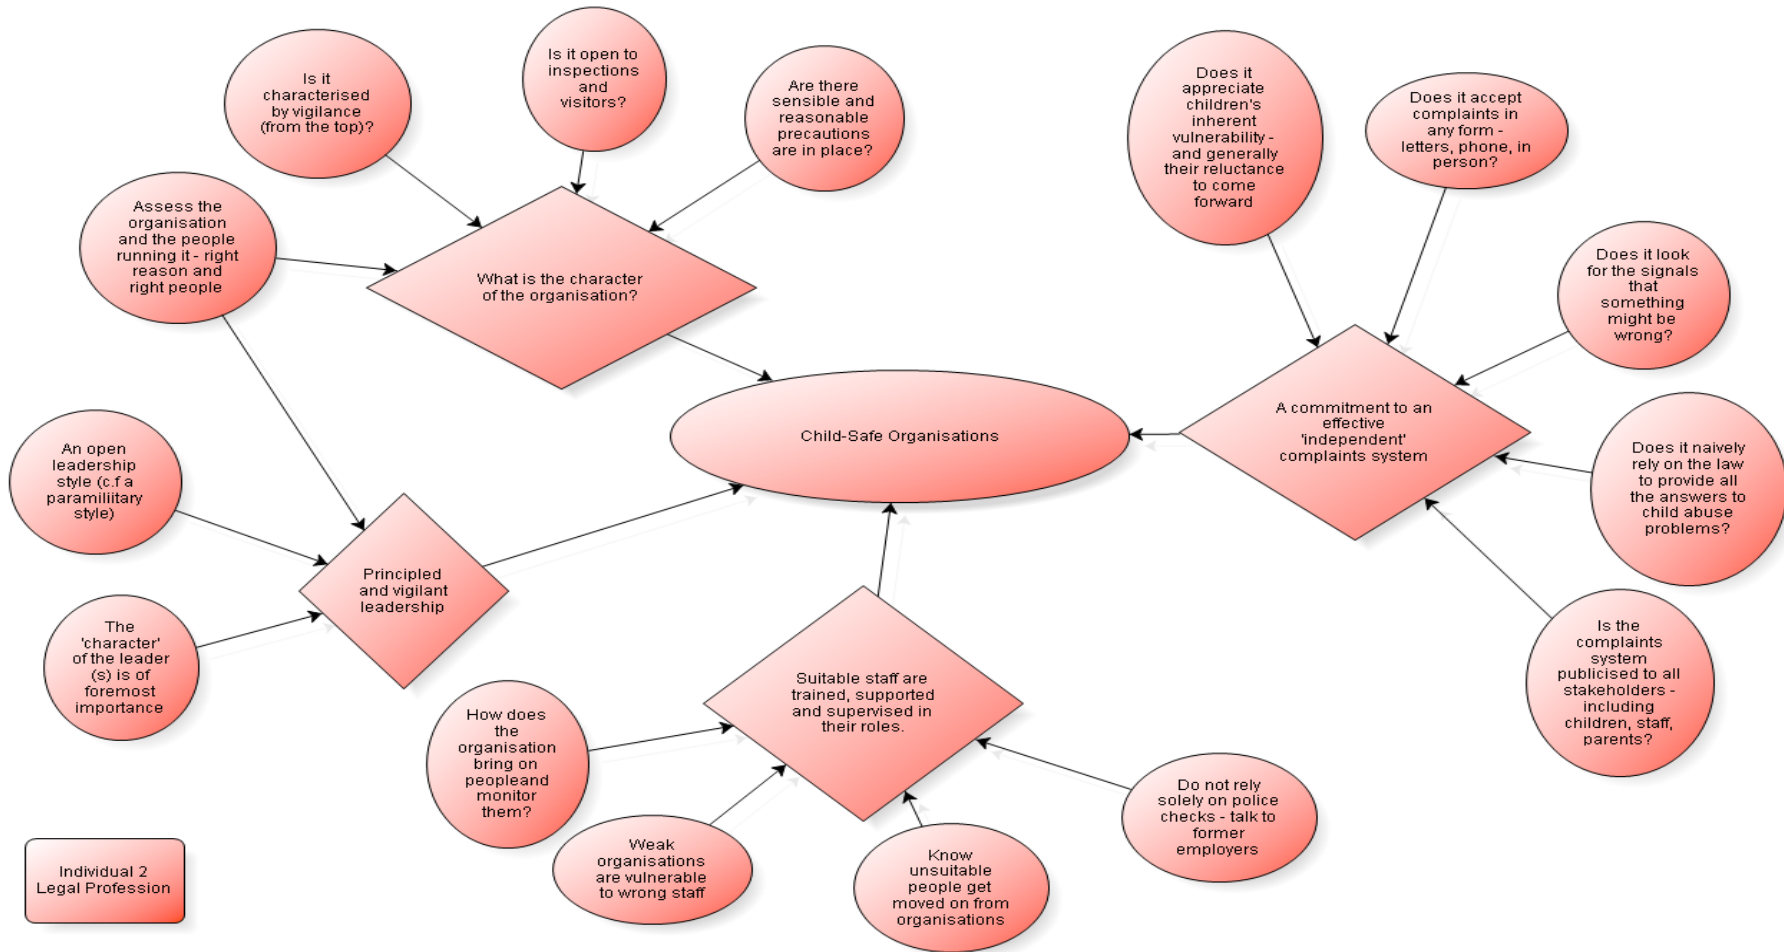 Is it
characterised
by vigilance
(from the top)?
Is it open to
inspections
and
visitors?
Are there
sensible and
reasonable
precautions
are in place?
Does it
appreciate
children's
inherent
vulnerability -
and generally
their reluctance
to come
forward
Does it accept
complaints in
any form -
letters, phone, in
person?
Assess the
organisation
and the people
running it - right
reason and
right people
What is the character
of the organisation?
Does it look
for the signals
that
something
might be
wrong?
Child-Safe Organisations
A commitment to an
effective
'independent'
complaints system
Does it naively
rely on the law
to provide all
the answers to
child abuse
problems?
An open
leadership
style (c.f a
paramiliitary
style)
Principled
and vigilant
leadership
The
'character'
of the leader
(s) is of
foremost
importance
Is the
complaints
system
publicised to all
stakeholders -
including
children, staff,
parents?
Suitable staff are
trained, supported
and supervised in
their roles.
How does
the
organisation
bring on
peopleand
monitor
them?
Weak
organisations
are vulnerable
to wrong staff
Know
unsuitable
people get
moved on from
organisations
Do not rely
solely on police
checks - talk to
former
employers
Individual 2
Legal Profession